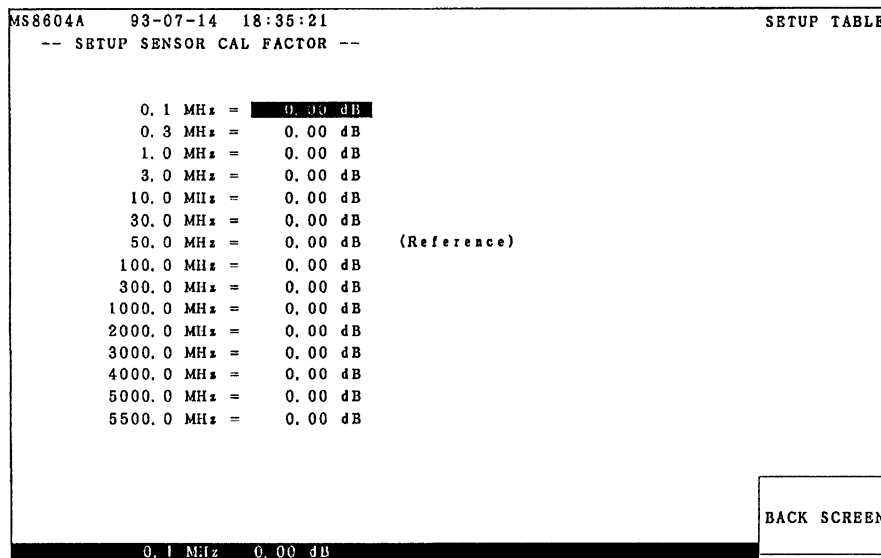 MS8604A 93-07-14 18:35:21 SETUP TABLE
-- SETUP SENSOR CAL FACTOR --
0.1 MHz = 0.00 dB
0.3 MHz = 0.00 dB
1.0 MHz = 0.00 dB
3.0 MHz = 0.00 dB
10.0 MHz = 0.00 dB
30.0 MHz = 0.00 dB
50.0 MHz = 0.00 dB (Reference)
100.0 MHz = 0.00 dB
300.0 MHz = 0.00 dB
1000.0 MHz = 0.00 dB
2000.0 MHz = 0.00 dB
3000.0 MHz = 0.00 dB
4000.0 MHz = 0.00 dB
5000.0 MHz = 0.00 dB
5500.0 MHz = 0.00 dB
BACK SCREEN
0.1 MHz 0.00 dB